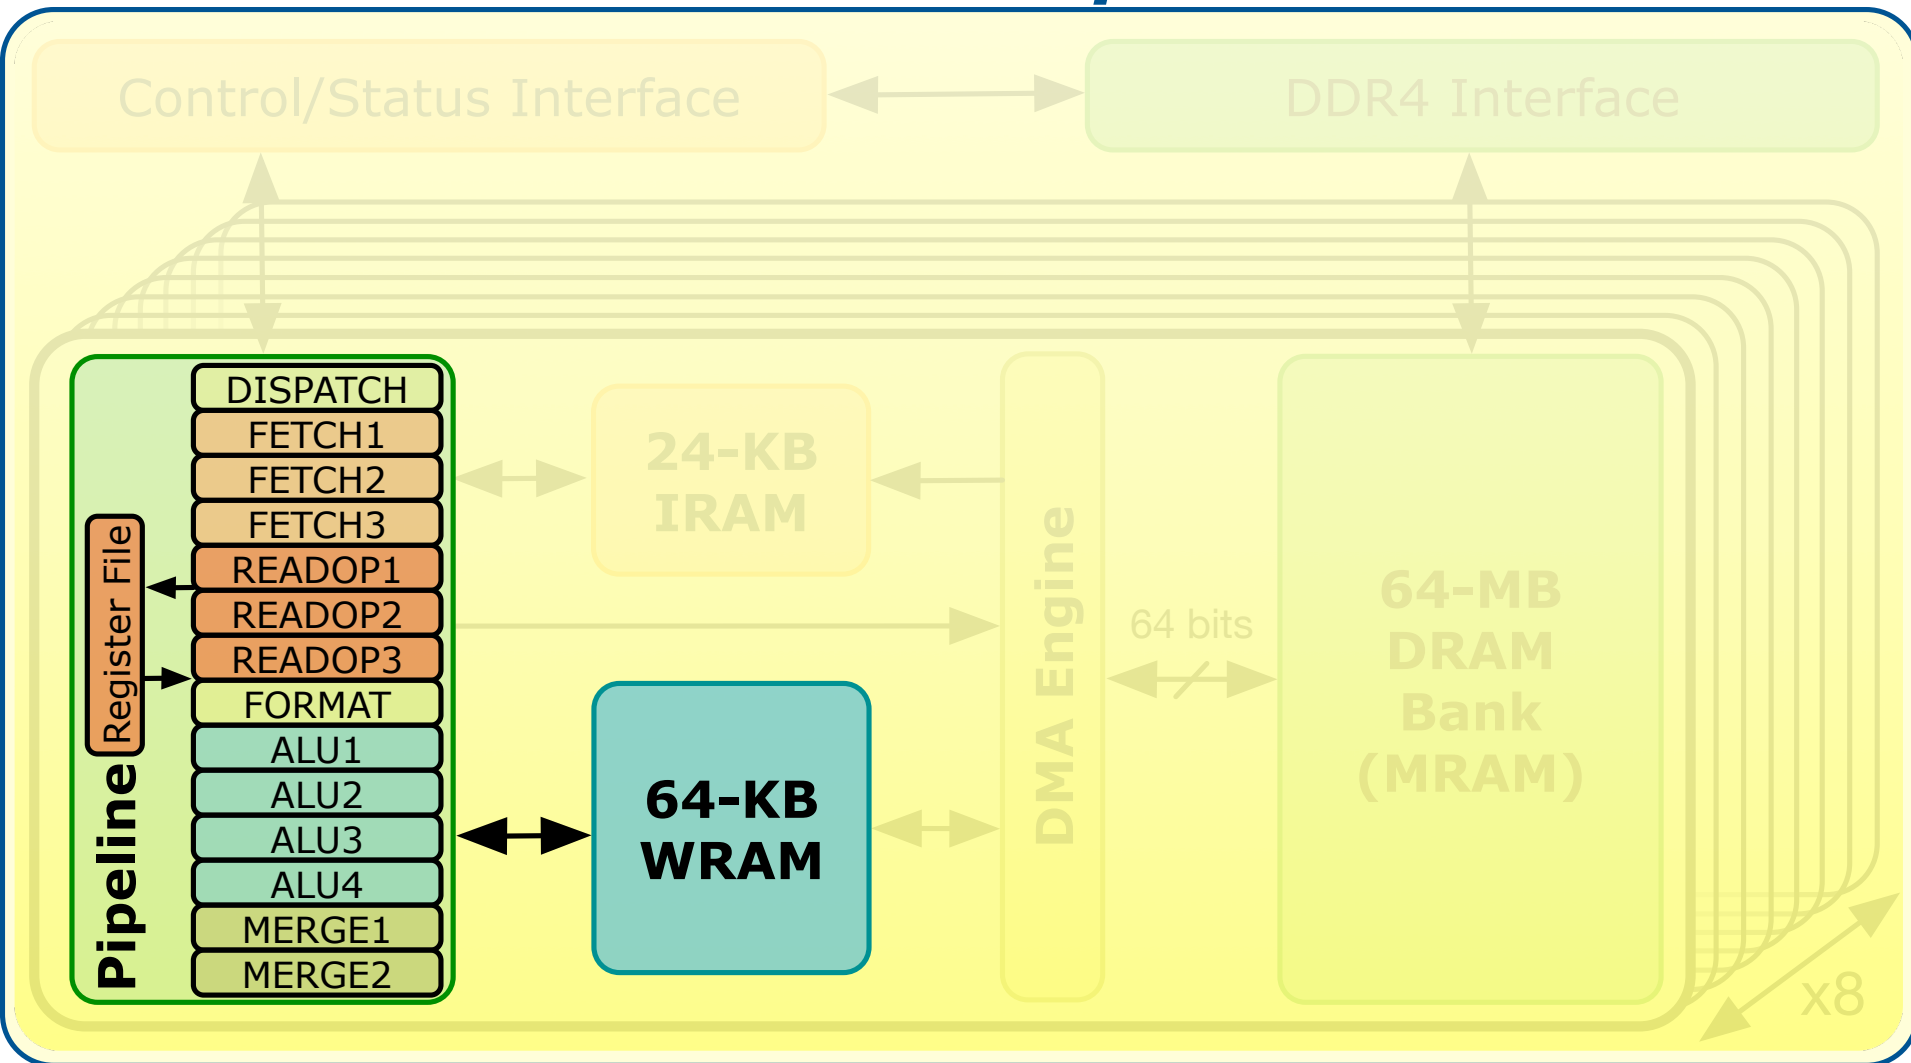 Control/Status Interface
DDR4 Interface
DISPATCH
FETCH1
FETCH2
FETCH3
READOP1
READOP2
READOP3
FORMAT
ALU1
ALU2
ALU3
ALU4
MERGE1
MERGE2
Register File
Pipeline
24-KB
IRAM
64-KB
WRAM
DMA Engine
64 bits
64-MB
DRAM
Bank
(MRAM)
x8